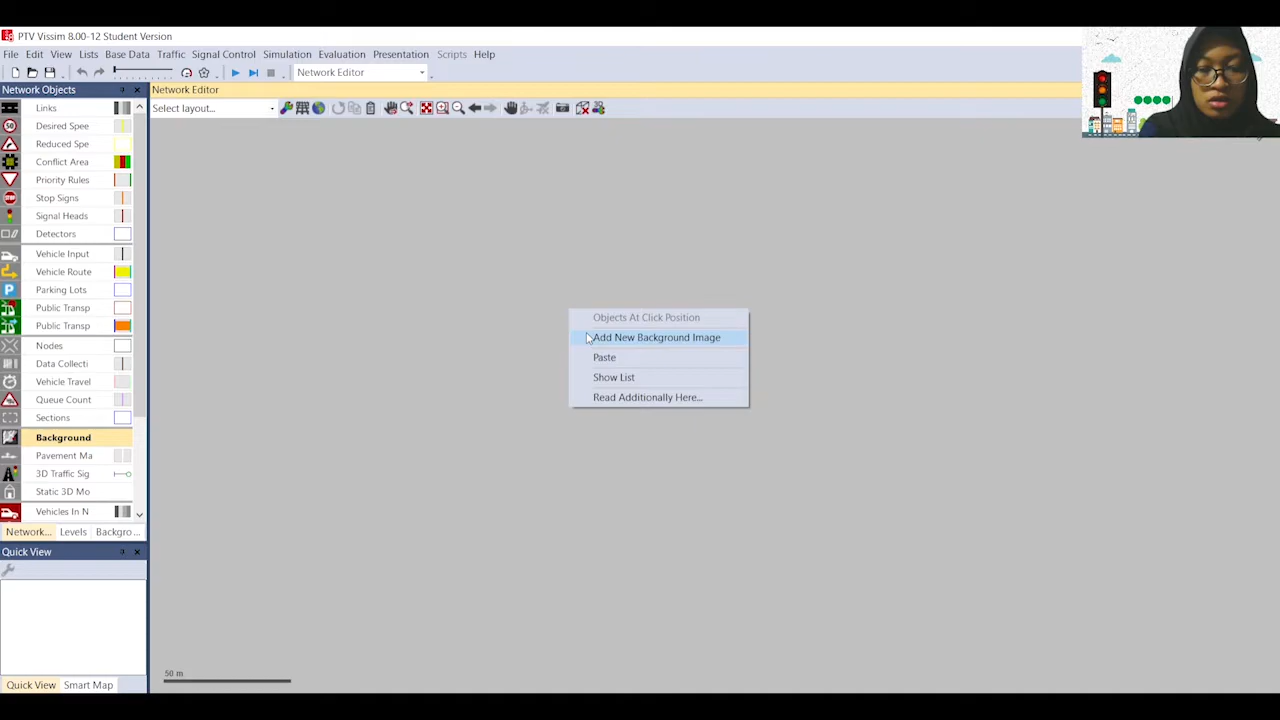 PTV Vissim 8.00-12 Student Version
File Edit View Lists Base Data Traffic Signal Control Simulation Evaluation Presentation Scripts Help
Network Editor
Network Objects
Network Editor
Select layout...
Links
Desired Spee
Reduced Spe
Conflict Area
Priority Rules
Stop Signs
Signal Heads
Detectors
Vehicle Input
Vehicle Route
Parking Lots
Public Transp
Public Transp
Nodes
Data Collecti
Vehicle Travel
Queue Count
Sections
Background
Pavement Ma
3D Traffic Sig
Static 3D Mo
Vehicles In N
Network... Levels Backgro...
Quick View
Quick View Smart Map
Objects At Click Position
Add New Background Image
Paste
Show List
Read Additionally Here...
50 m
50
STOP
P